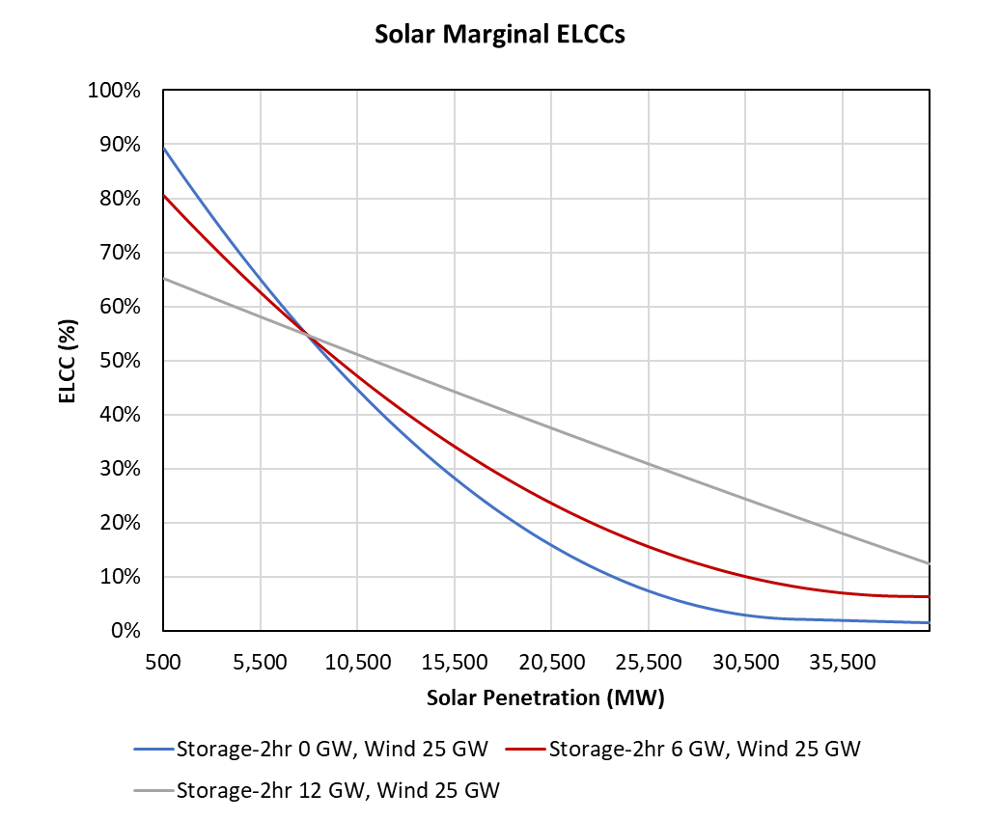 Solar Marginal ELCCs
100%
90%
80%
70%
60%
50%
40%
30%
20%
10%
0%
ELCC (%)
500 5,500 10,500 15,500 20,500 25,500 30,500 35,500
Solar Penetration (MW)
Storage-2hr 0 GW, Wind 25 GW Storage-2hr 6 GW, Wind 25 GW
Storage-2hr 12 GW, Wind 25 GW